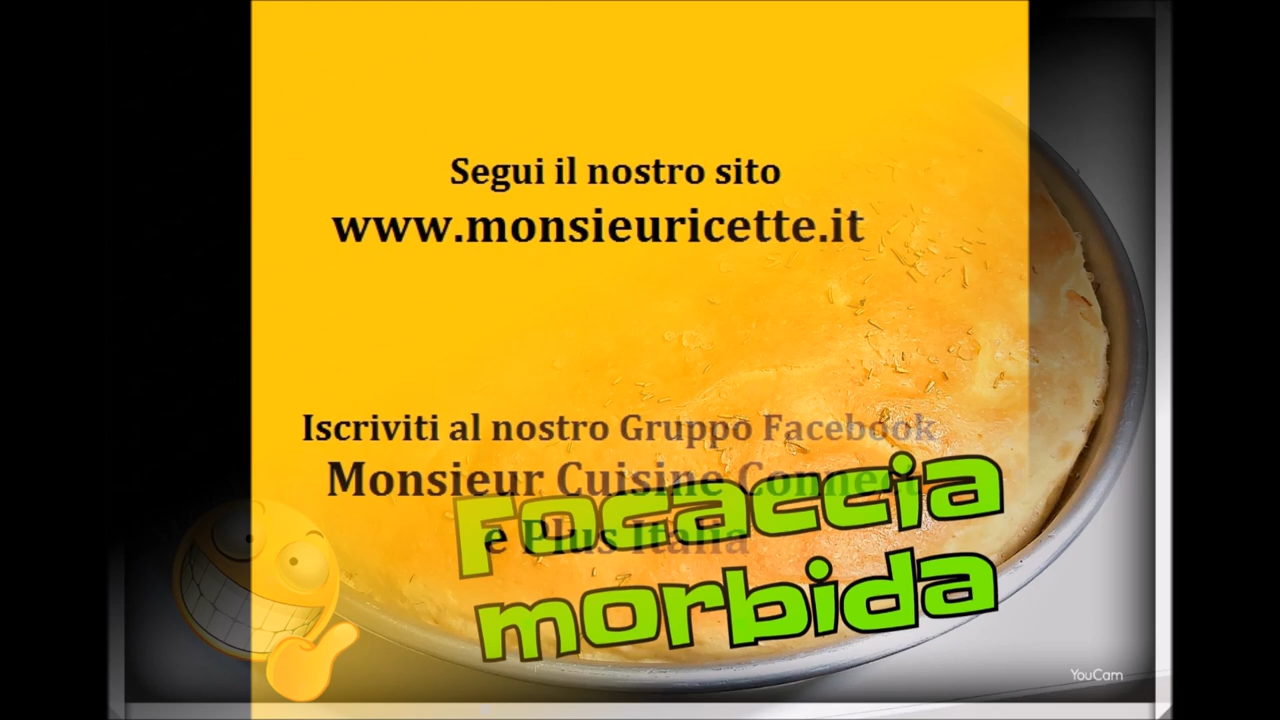 Segui il nostro sito
www.monsieuricette.it
Iscriviti al nostro Gruppo Facebook
Monsieur Cuisine Connect
e Plus Italia
Focaccia
morbida
YouCam